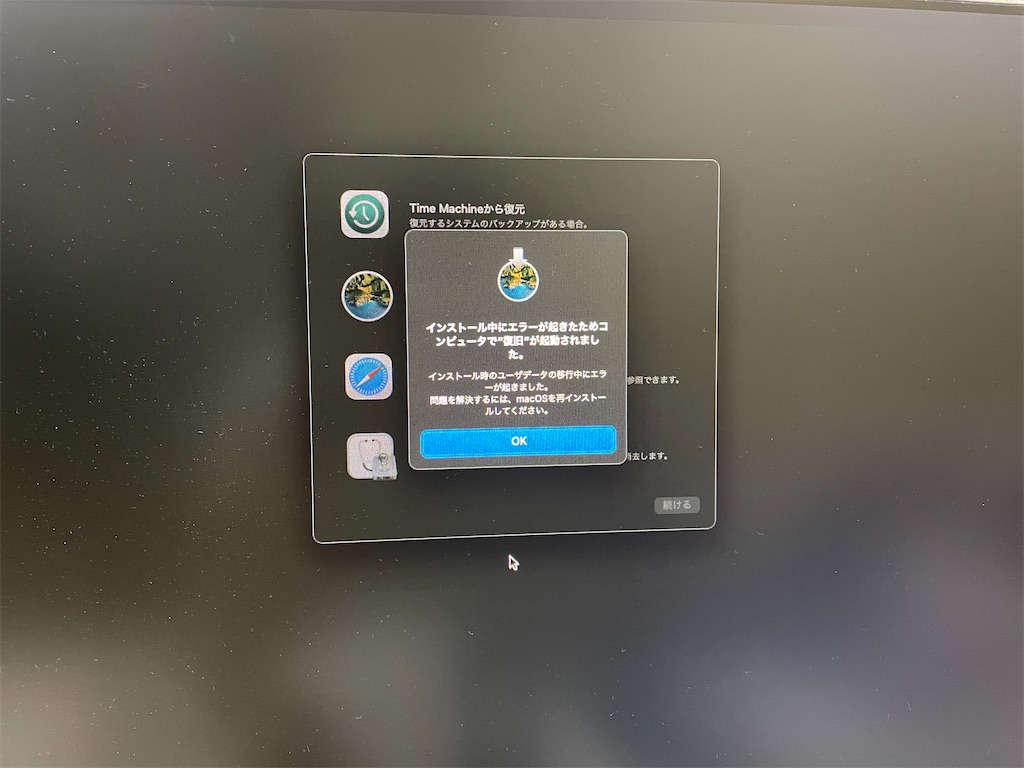 Time Machineから復元
復元するシステムのバックアップがある場合。
インストール中にエラーが起きたためコ
ンピュータで"復旧"が起動されまし
た。
インストール時のユーザデータの移行中にエラ
ーが起きました。
問題を解決するには、macOSを再インストー
ルしてください。
参照できます。
OK
消去します。
続ける